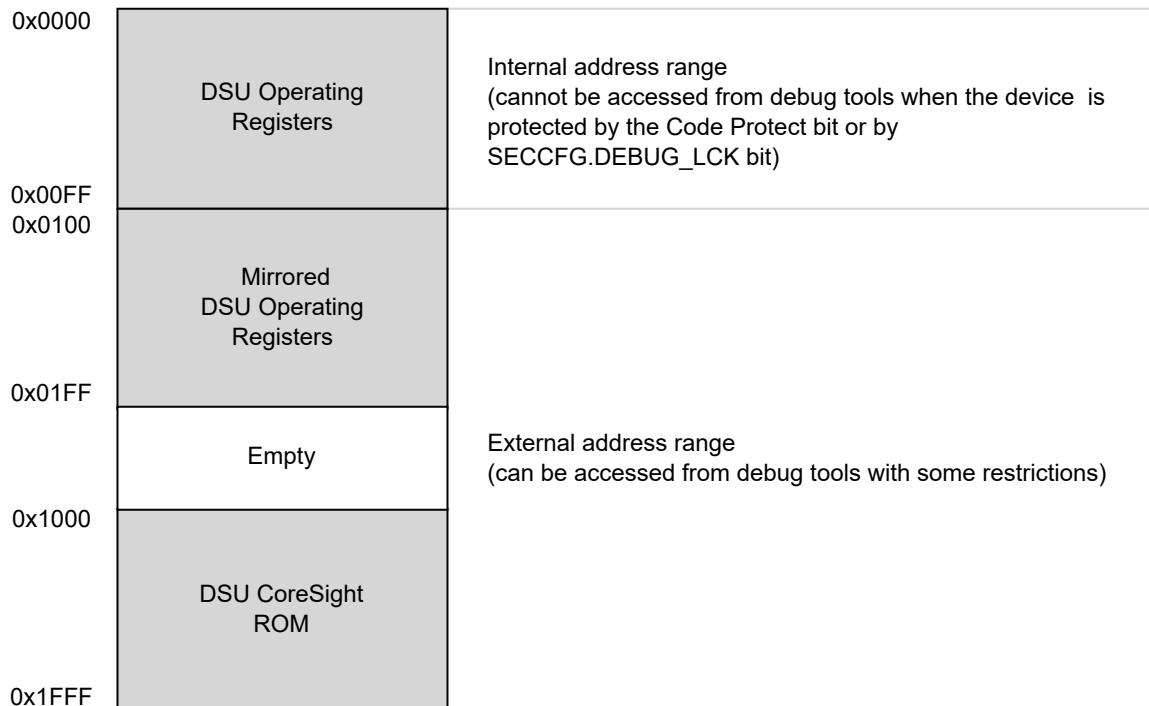 0x0000
DSU Operating
Registers
Internal address range
(cannot be accessed from debug tools when the device is
protected by the Code Protect bit or by
SECCFG.DEBUG_LCK bit)
0x00FF
0x0100
Mirrored
DSU Operating
Registers
0x01FF
Empty
External address range
(can be accessed from debug tools with some restrictions)
0x1000
DSU CoreSight
ROM
0x1FFF